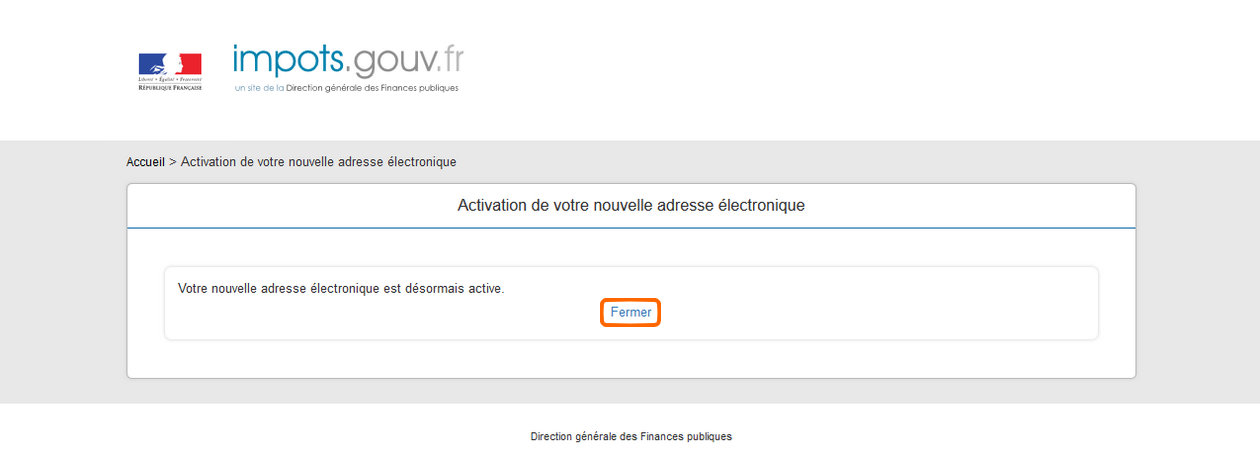 impots.gouv.fr
Liberté • Égalité • Fraternité
RÉPUBLIQUE FRANÇAISE
un site de la Direction générale des Finances publiques
Accueil > Activation de votre nouvelle adresse électronique
Activation de votre nouvelle adresse électronique
Votre nouvelle adresse électronique est désormais active.
Fermer
Direction générale des Finances publiques